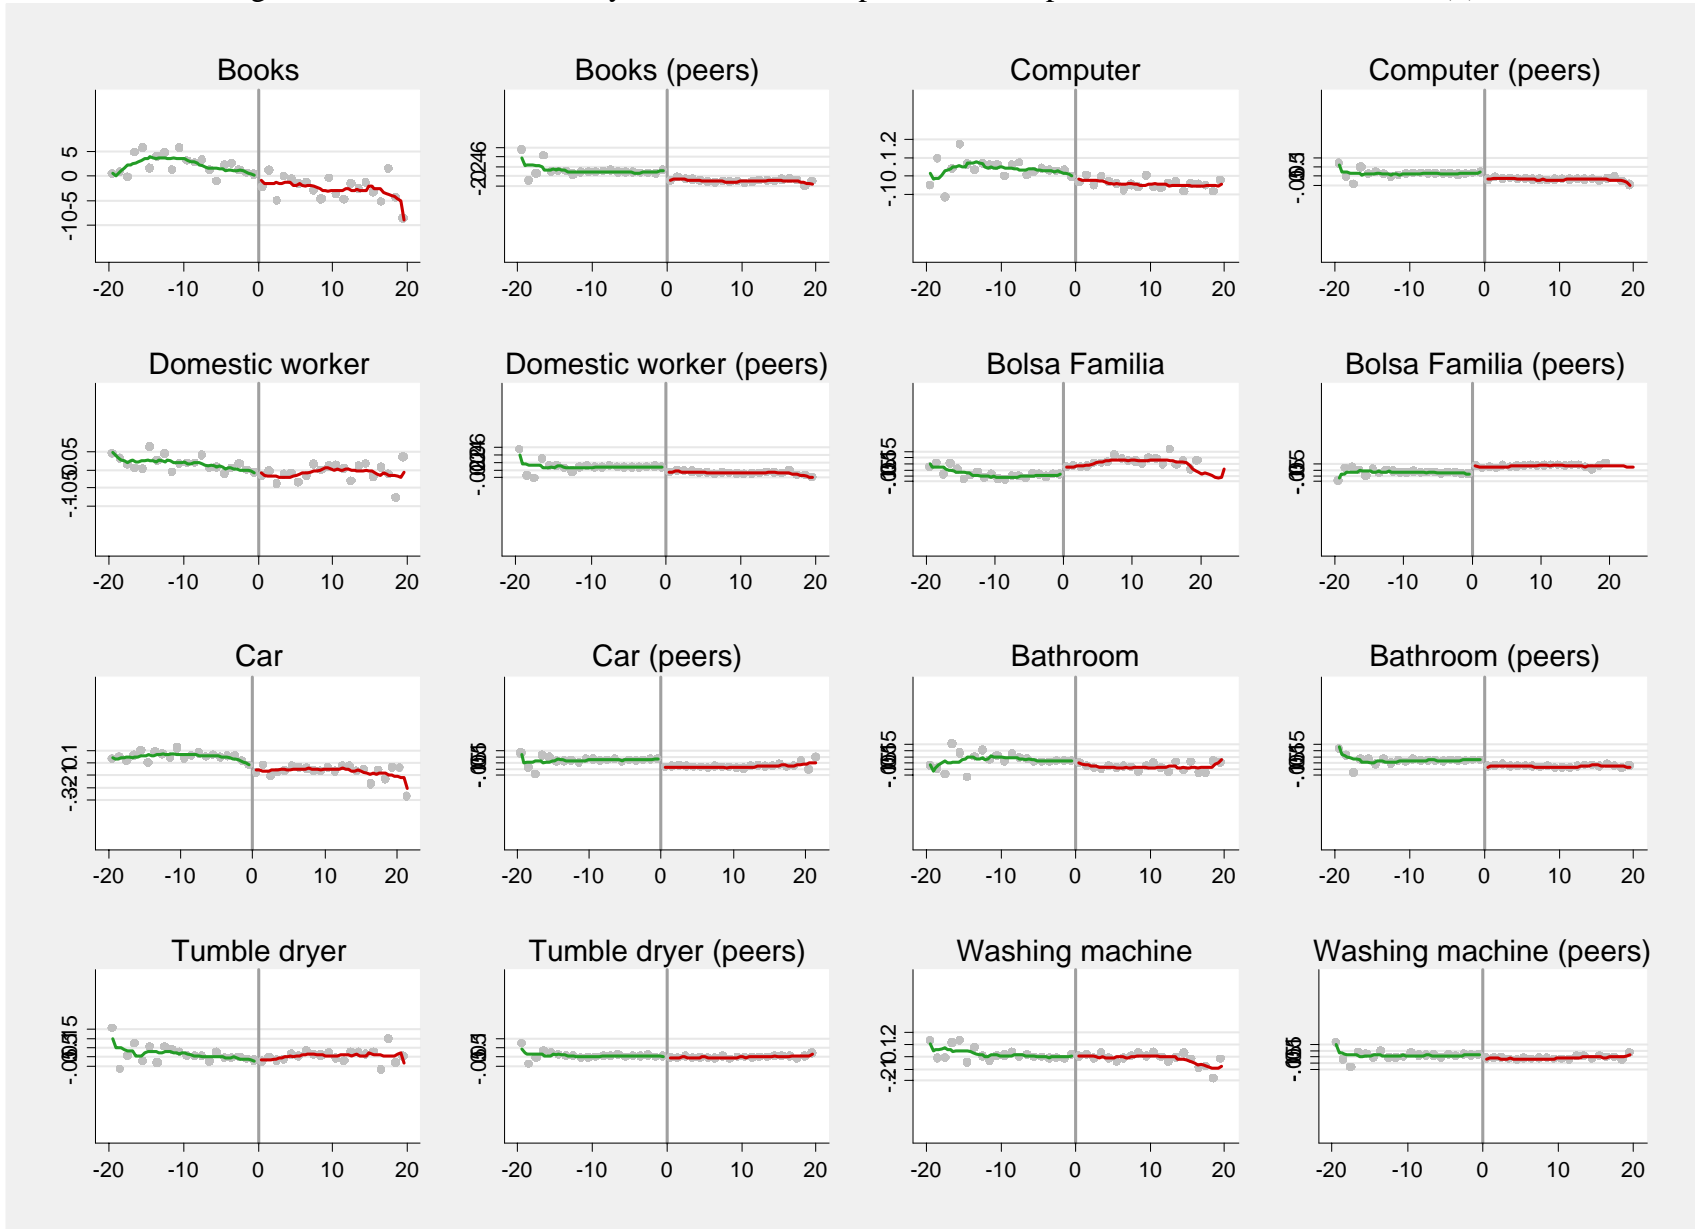 Books Books (peers) Computer Computer (peers)
-10 -5 0 5
-.1 0 .1 .2
-20 -10 0 10 20 -20 -10 0 10 20 -20 -10 0 10 20 -20 -10 0 10 20
Domestic worker Domestic worker (peers) Bolsa Familia Bolsa Familia (peers)
-20 -10 0 10 20 -20 -10 0 10 20 -20 -10 0 10 20 -20 -10 0 10 20
Car Car (peers) Bathroom Bathroom (peers)
-20 -10 0 10 20 -20 -10 0 10 20 -20 -10 0 10 20 -20 -10 0 10 20
Tumble dryer Tumble dryer (peers) Washing machine Washing machine (peers)
-20 -10 0 10 20 -20 -10 0 10 20 -20 -10 0 10 20 -20 -10 0 10 20